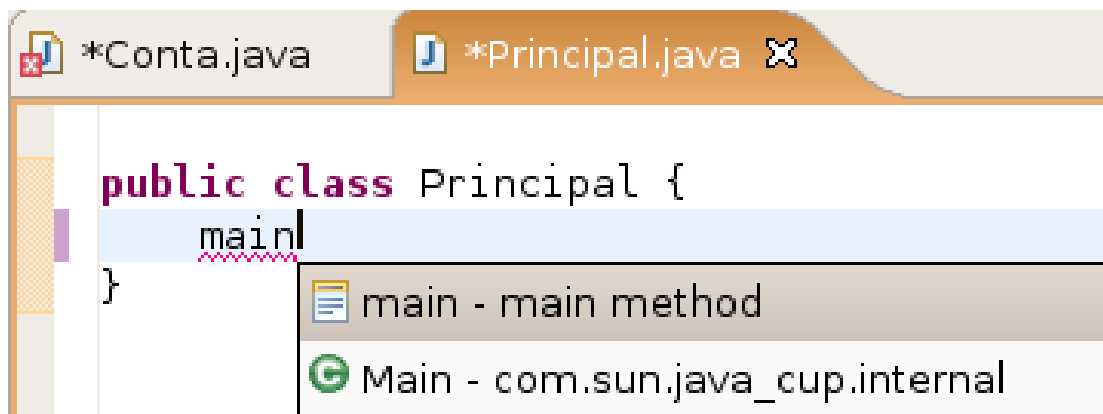 *Conta.java *Principal.java
public class Principal {
main
}
main - main method
Main - com.sun.java_cup.internal